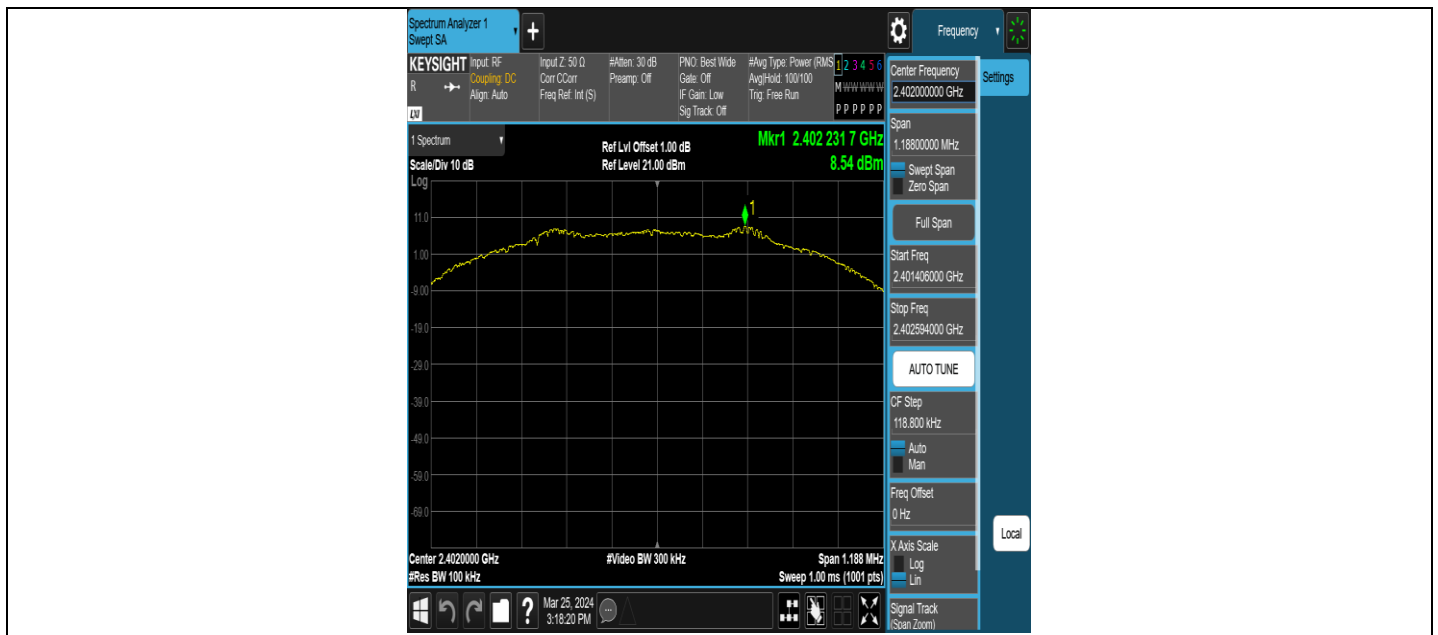 Spectrum Analyzer 1
Swept SA
+
Frequency
KEYSIGHT
R
LXI
Input: RF
Coupling: DC
Align: Auto
Input Z: 50 Ω
Corr CCorr
Freq Ref: Int (S)
#Atten: 30 dB
Preamp: Off
PNO: Best Wide
Gate: Off
IF Gain: Low
Sig Track: Off
#Avg Type: Power (RMS
Avg|Hold: 100/100
Trig: Free Run
1 2 3 4 5 6
M W W W W W
P P P P P P
1 Spectrum
Scale/Div 10 dB
Ref Lvl Offset 1.00 dB
Ref Level 21.00 dBm
Mkr1 2.402 231 7 GHz
8.54 dBm
Log
1
11.0
1.00
-9.00
-19.0
-29.0
-39.0
-49.0
-59.0
-69.0
Center 2.4020000 GHz
#Video BW 300 kHz
Span 1.188 MHz
#Res BW 100 kHz
Sweep 1.00 ms (1001 pts)
Mar 25, 2024
3:18:20 PM
?
Center Frequency
2.402000000 GHz
Settings
Span
1.18800000 MHz
Swept Span
Zero Span
Full Span
Start Freq
2.401406000 GHz
Stop Freq
2.402594000 GHz
AUTO TUNE
CF Step
118.800 kHz
Auto
Man
Freq Offset
0 Hz
X Axis Scale
Log
Lin
Signal Track
(Span Zoom)
Local